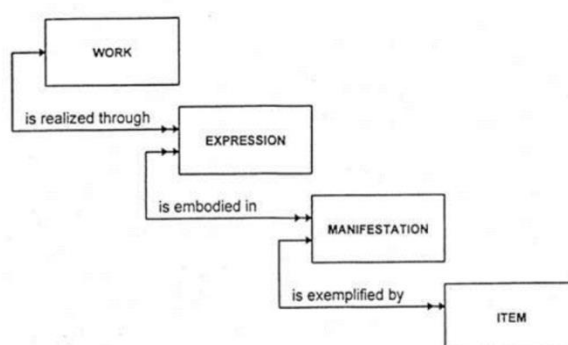 WORK
is realized through
EXPRESSION
is embodied in
MANIFESTATION
is exemplified by
ITEM